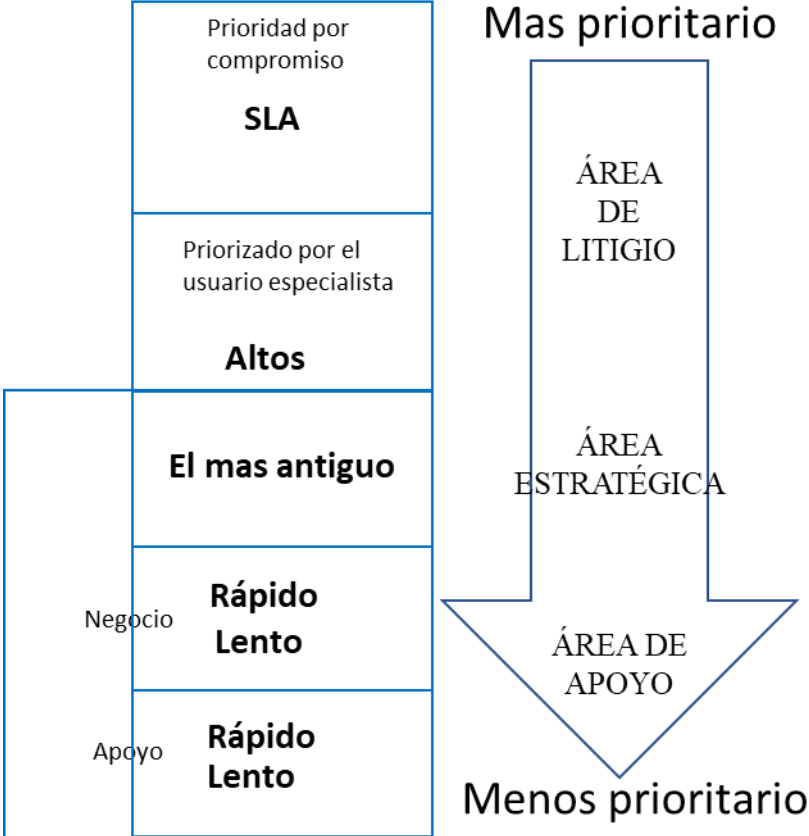 Prioridad por
compromiso
SLA
Priorizado por el
usuario especialista
Altos
El mas antiguo
Negocio
Rápido
Lento
Apoyo
Rápido
Lento
Mas prioritario
ÁREA
DE
LITIGIO
ÁREA
ESTRATÉGICA
ÁREA DE
APOYO
Menos prioritario